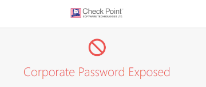 Check Point
SOFTWARE TECHNOLOGIES LTD.
Corporate Password Exposed